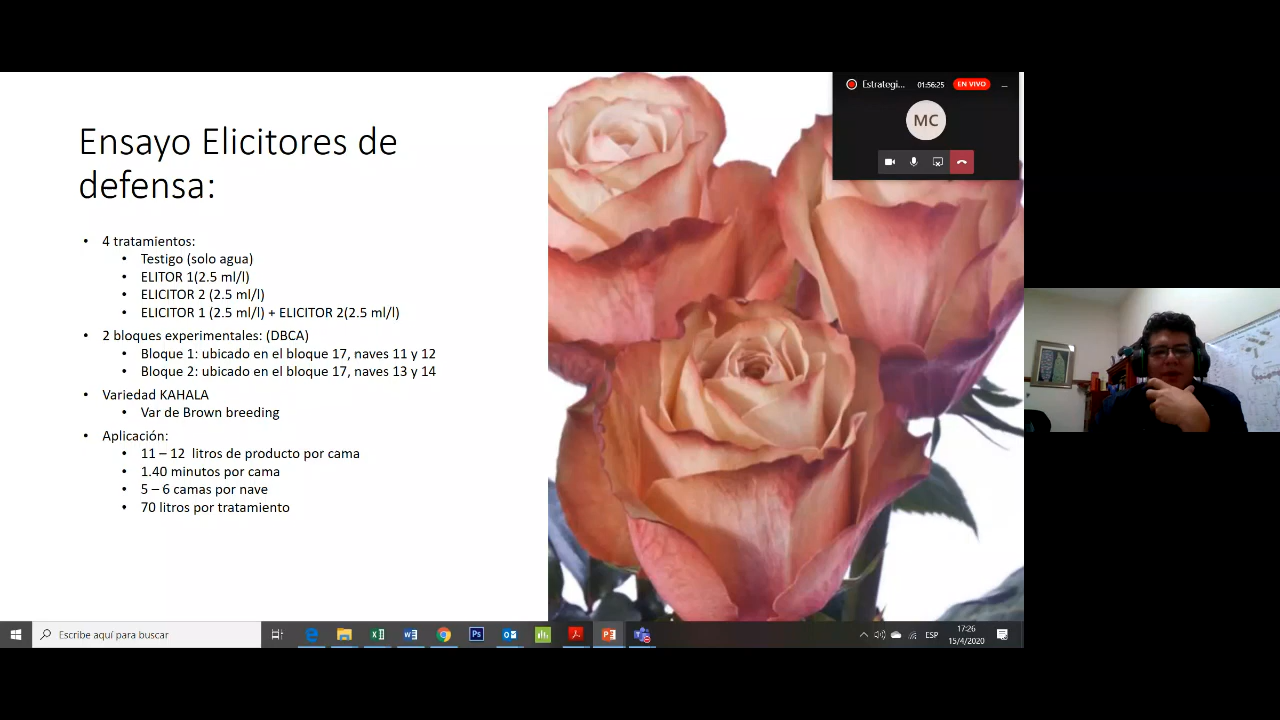 Ensayo Elicitores de
defensa:
• 4 tratamientos:
• Testigo (solo agua)
• ELITOR 1(2.5 ml/l)
• ELICITOR 2 (2.5 ml/l)
• ELICITOR 1 (2.5 ml/l) + ELICITOR 2(2.5 ml/l)
• 2 bloques experimentales: (DBCA)
• Bloque 1: ubicado en el bloque 17, naves 11 y 12
• Bloque 2: ubicado en el bloque 17, naves 13 y 14
• Variedad KAHALA
• Var de Brown breeding
• Aplicación:
• 11 – 12 litros de producto por cama
• 1.40 minutos por cama
• 5 – 6 camas por nave
• 70 litros por tratamiento
Estrategi... 01:56:25 EN VIVO
MC
Escribe aquí para buscar
Ps
ESP
17:26
15/4/2020